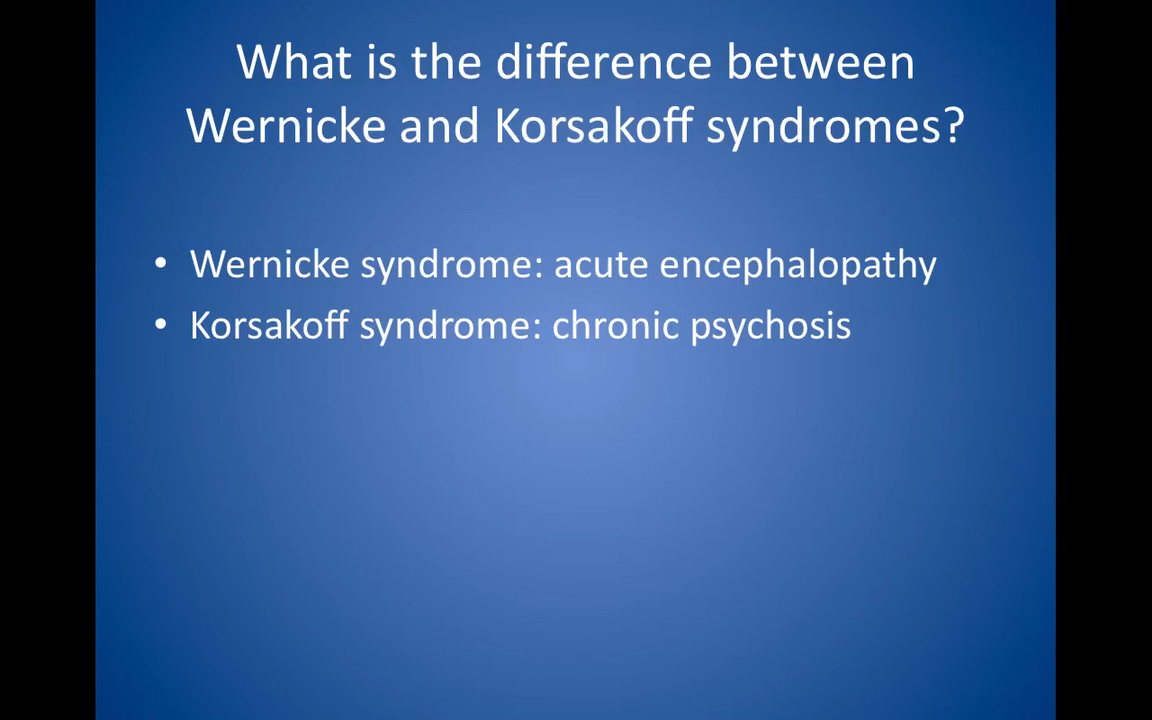 What is the difference between
Wernicke and Korsakoff syndromes?
• Wernicke syndrome: acute encephalopathy
• Korsakoff syndrome: chronic psychosis